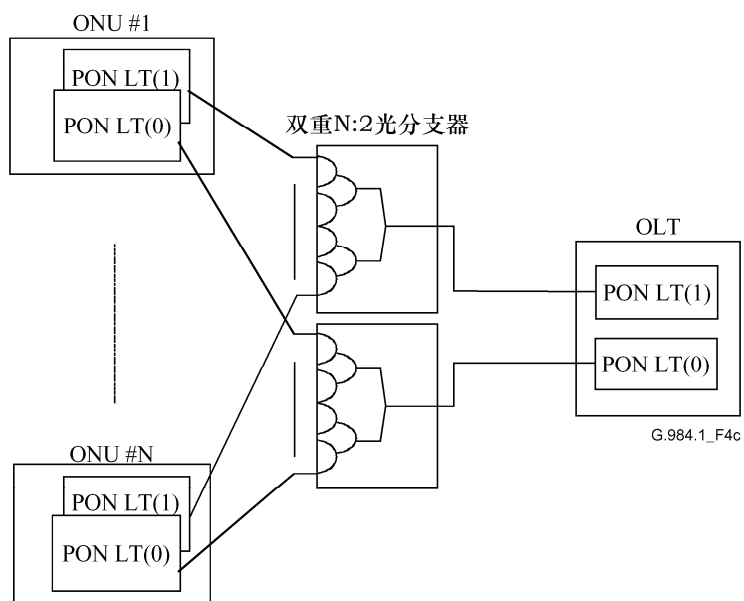 ONU #1
PON LT(1)
PON LT(0)
双重N:2光分支器
OLT
PON LT(1)
PON LT(0)
G.984.1_F4c
ONU #N
PON LT(1)
PON LT(0)